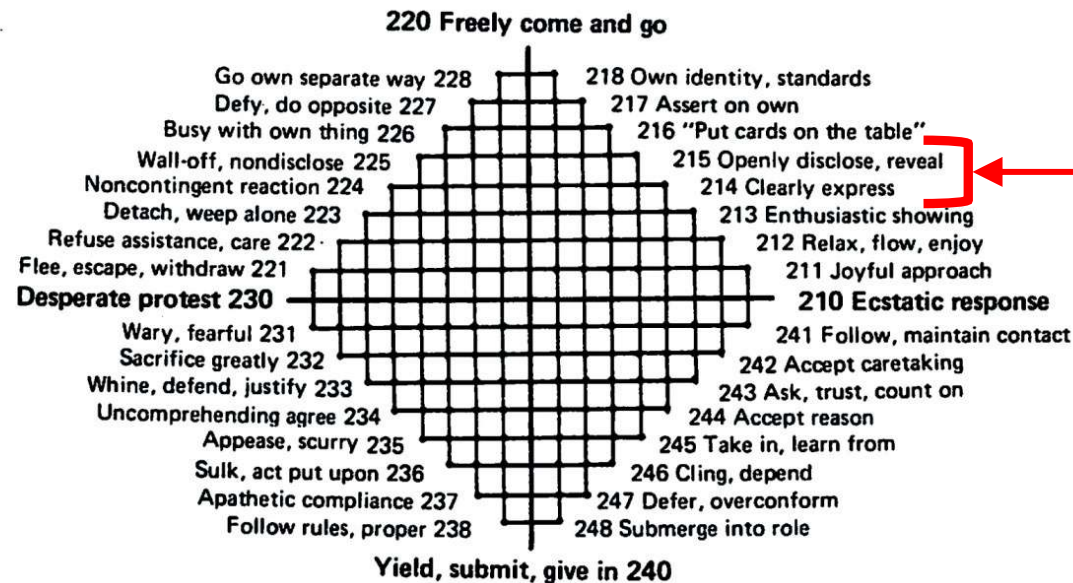 220 Freely come and go
Go own separate way 228
218 Own identity, standards
Defy, do opposite 227
217 Assert on own
Busy with own thing 226
216 "Put cards on the table"
Wall-off, nondisclose 225
215 Openly disclose, reveal
Noncontingent reaction 224
214 Clearly express
Detach, weep alone 223
213 Enthusiastic showing
Refuse assistance, care 222
212 Relax, flow, enjoy
Flee, escape, withdraw 221
211 Joyful approach
Desperate protest 230
210 Ecstatic response
Wary, fearful 231
241 Follow, maintain contact
Sacrifice greatly 232
242 Accept caretaking
Whine, defend, justify 233
243 Ask, trust, count on
Uncomprehending agree 234
244 Accept reason
Appease, scurry 235
245 Take in, learn from
Sulk, act put upon 236
246 Cling, depend
Apathetic compliance 237
247 Defer, overconform
Follow rules, proper 238
248 Submerge into role
Yield, submit, give in 240